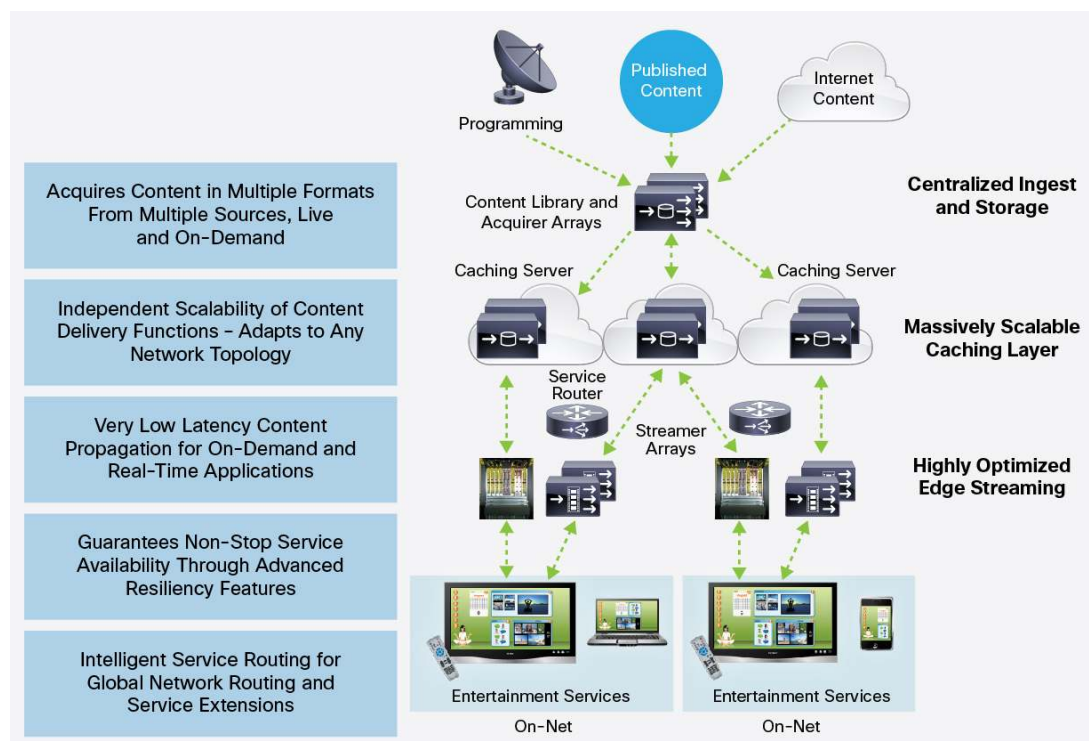 Acquires Content in Multiple Formats
From Multiple Sources, Live
and On-Demand
Independent Scalability of Content
Delivery Functions – Adapts to Any
Network Topology
Very Low Latency Content
Propagation for On-Demand and
Real-Time Applications
Guarantees Non-Stop Service
Availability Through Advanced
Resiliency Features
Intelligent Service Routing for
Global Network Routing and
Service Extensions
Programming
Published
Content
Internet
Content
Content Library and
Acquirer Arrays
Centralized Ingest
and Storage
Caching Server
Caching Server
Massively Scalable
Caching Layer
Service
Router
Streamer
Arrays
Highly Optimized
Edge Streaming
Entertainment Services
On-Net
Entertainment Services
On-Net